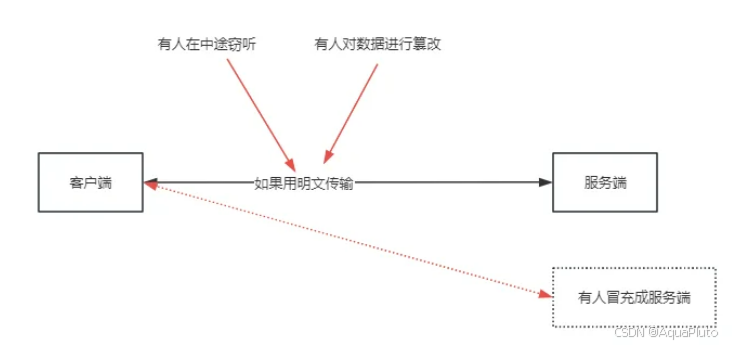 有人在中途窃听
有人对数据进行篡改
客户端
如果用明文传输
服务端
有人冒充成服务端
CSDN @AquaPluto